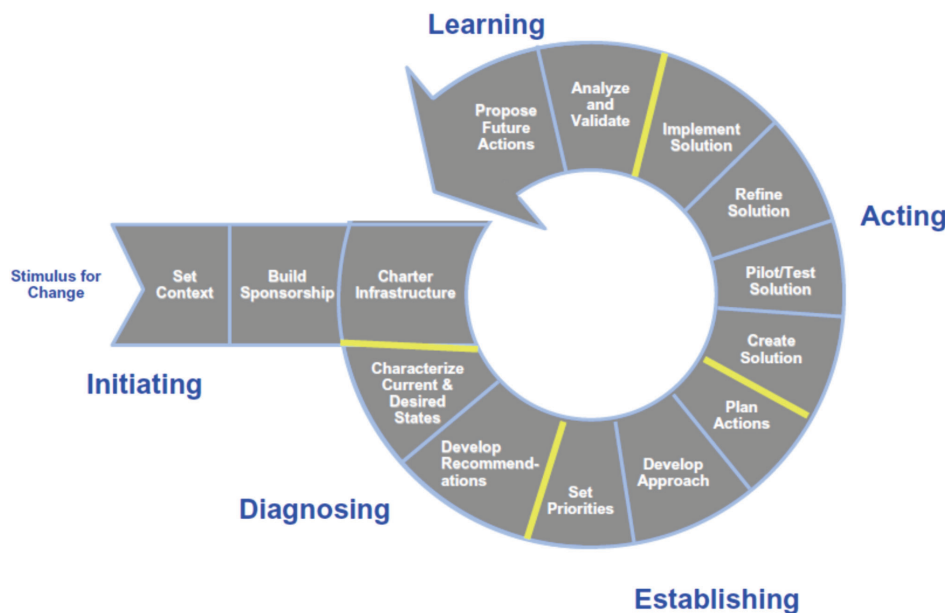 Learning
Analyze
and
Validate
Propose
Future
Actions
Implement
Solution
Refine
Solution
Acting
Pilot/Test
Solution
Stimulus for
Change
Set
Context
Build
Sponsorship
Charter
Infrastructure
Create
Solution
Initiating
Characterize
Current &
Desired
States
Plan
Actions
Develop
Recommend-
ations
Develop
Approach
Set
Priorities
Diagnosing
Establishing